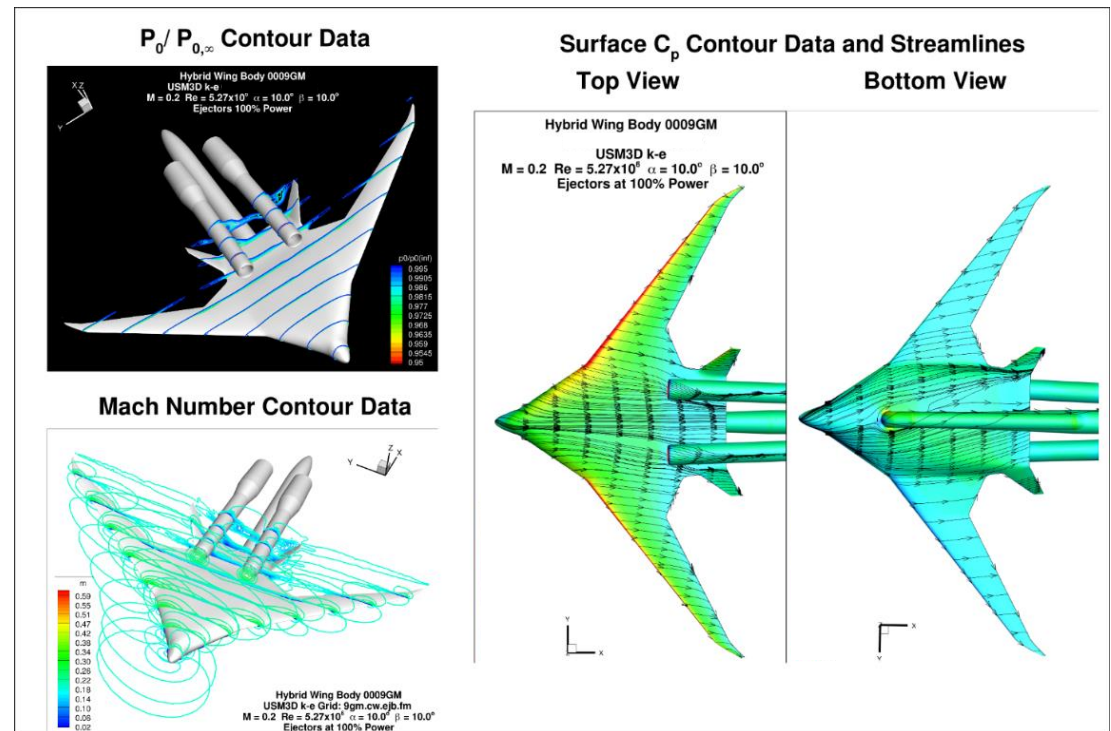 P₀/ P₀,∞ Contour Data
Hybrid Wing Body 0009GM
USM3D k-e
M = 0.2 Re = 5.27x10⁶ α = 10.0° β = 10.0°
Ejectors 100% Power
X Z
Y
p0/p0(inf)
0.995
0.9905
0.986
0.9815
0.977
0.9725
0.968
0.9635
0.959
0.9545
0.95
Mach Number Contour Data
Y
Z
X
m
0.59
0.55
0.51
0.47
0.42
0.38
0.34
0.30
0.26
0.22
0.18
0.14
0.10
0.06
0.02
Hybrid Wing Body 0009GM
USM3D k-e Grid: 9gm.cw.ejb.fm
M = 0.2 Re = 5.27x10⁶ α = 10.0° β = 10.0°
Ejectors at 100% Power
Surface Cₚ Contour Data and Streamlines
Top View
Hybrid Wing Body 0009GM
USM3D k-e
M = 0.2 Re = 5.27x10⁶ α = 10.0° β = 10.0°
Ejectors at 100% Power
Y
Z
X
Bottom View
Z
X
Y